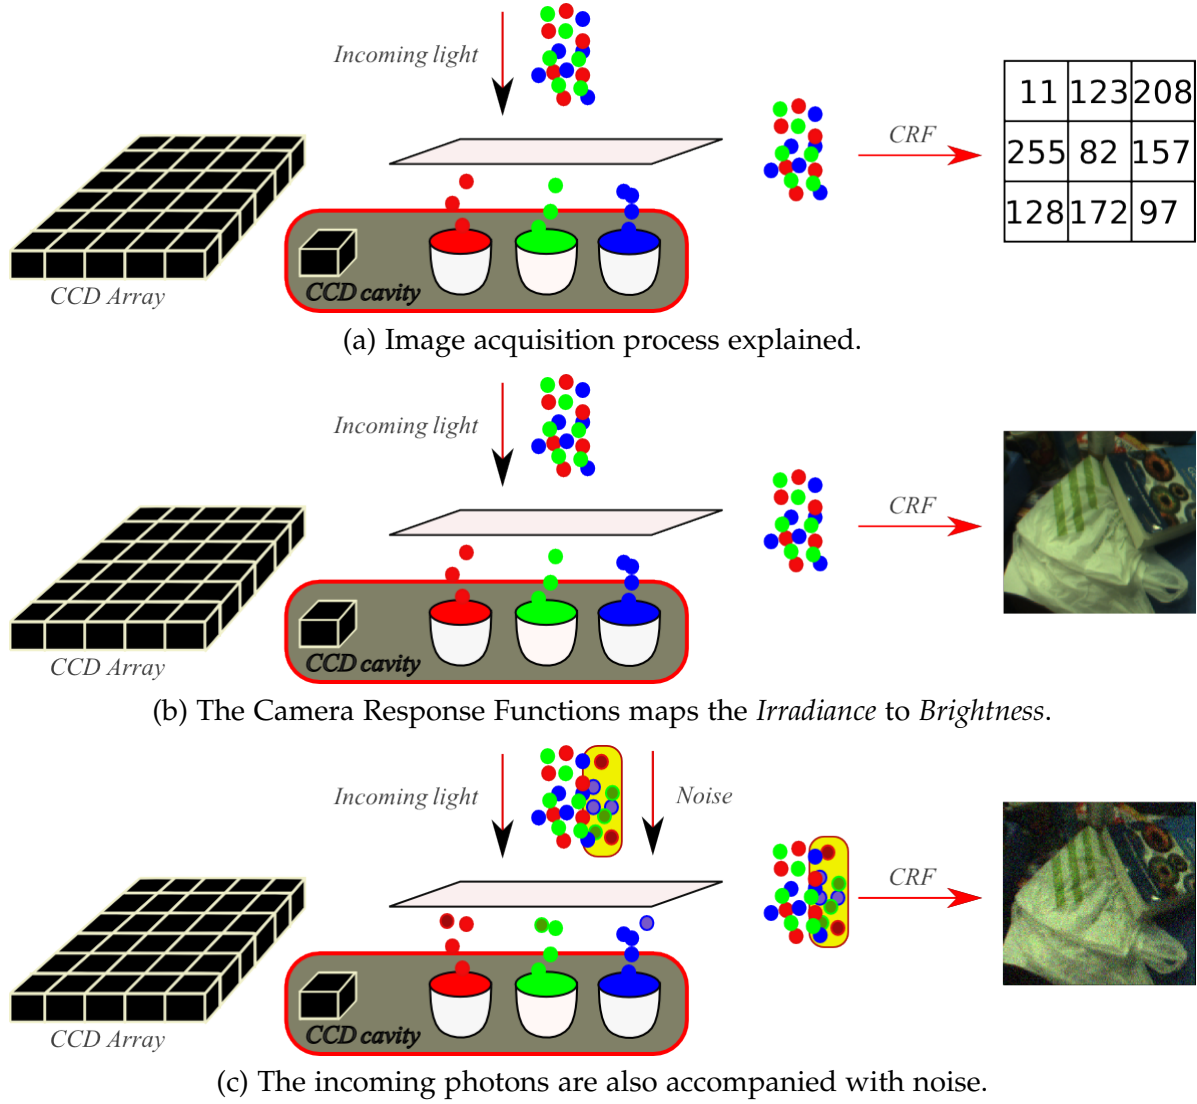 Incoming light
CRF
11 123 208
255 82 157
128 172 97
CCD Array
CCD cavity
(a) Image acquisition process explained.
Incoming light
CRF
CCD Array
CCD cavity
(b) The Camera Response Functions maps the Irradiance to Brightness.
Incoming light
Noise
CRF
CCD Array
CCD cavity
(c) The incoming photons are also accompanied with noise.